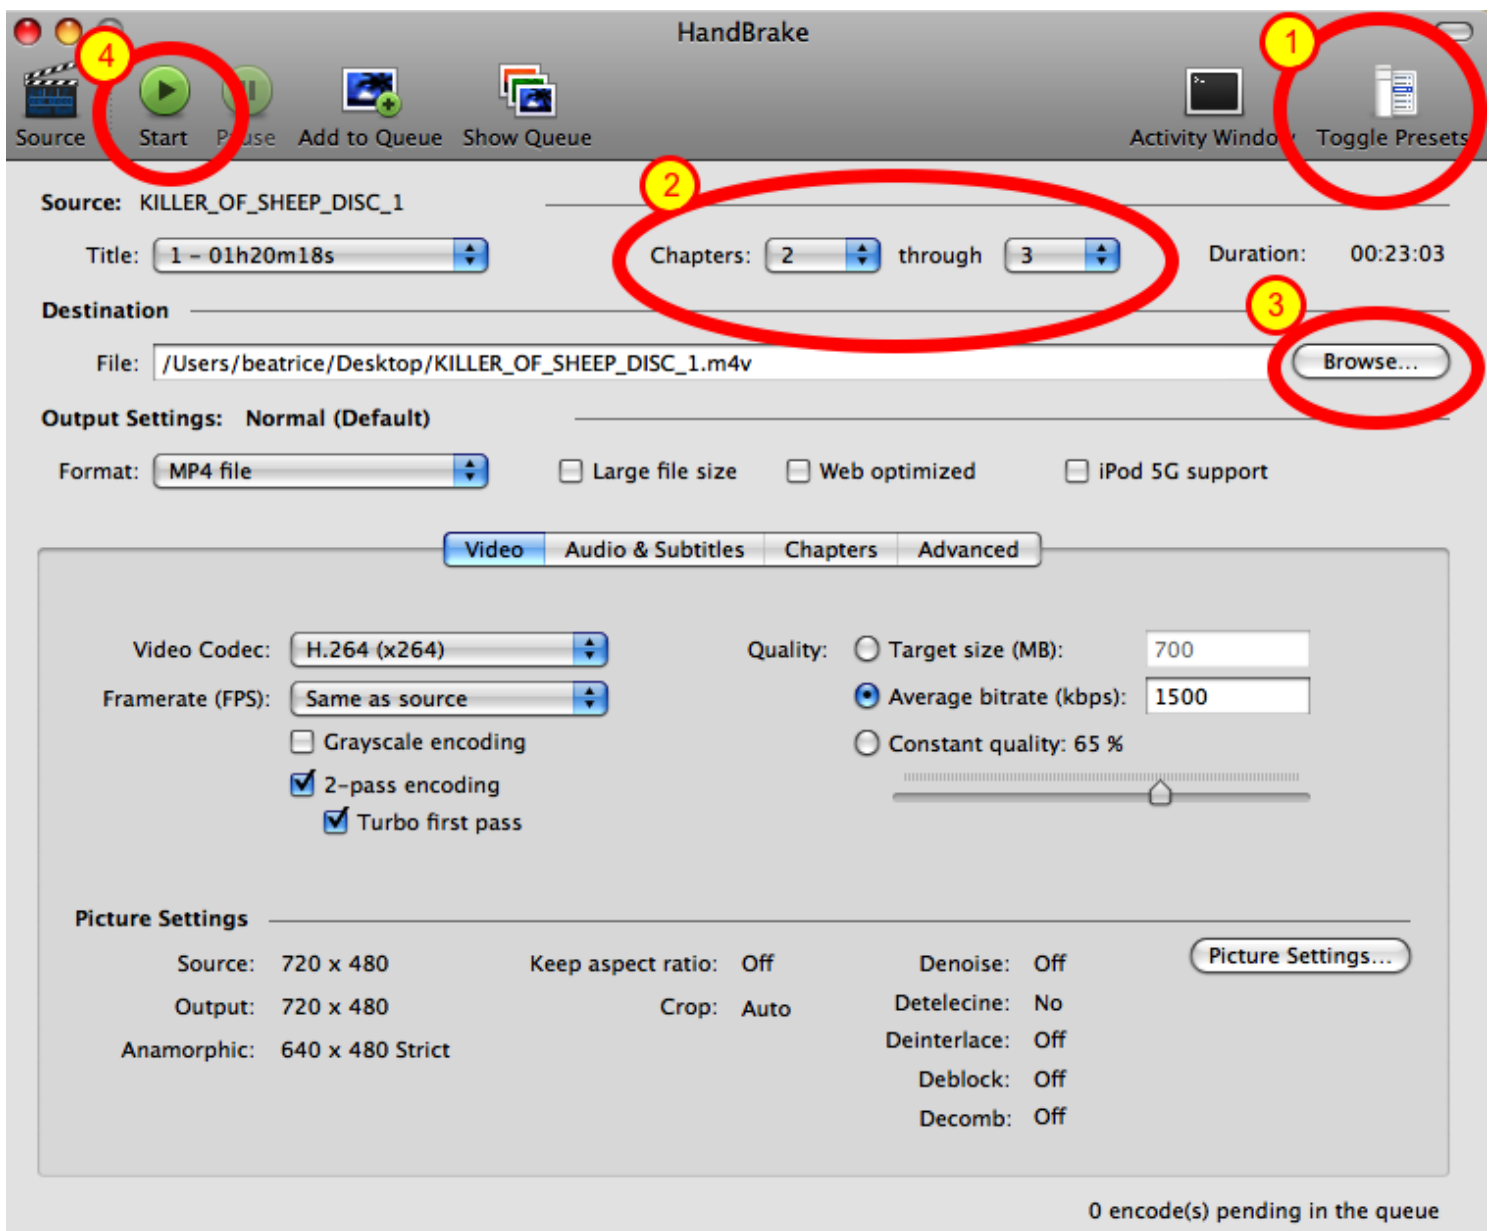 HandBrake
4
1
Source Start Pause Add to Queue Show Queue Activity Window Toggle Presets
2
Source: KILLER_OF_SHEEP_DISC_1
Title: 1 – 01h20m18s Chapters: 2 through 3 Duration: 00:23:03
3
Destination
File: /Users/beatrice/Desktop/KILLER_OF_SHEEP_DISC_1.m4v Browse...
Output Settings: Normal (Default)
Format: MP4 file Large file size Web optimized iPod 5G support
Video Audio & Subtitles Chapters Advanced
Video Codec: H.264 (x264) Quality: Target size (MB): 700
Framerate (FPS): Same as source Average bitrate (kbps): 1500
Grayscale encoding Constant quality: 65 %
2-pass encoding
Turbo first pass
Picture Settings
Source: 720 x 480 Keep aspect ratio: Off Denoise: Off Picture Settings...
Output: 720 x 480 Crop: Auto Detelecine: No
Anamorphic: 640 x 480 Strict Deinterlace: Off
Deblock: Off
Decomb: Off
0 encode(s) pending in the queue